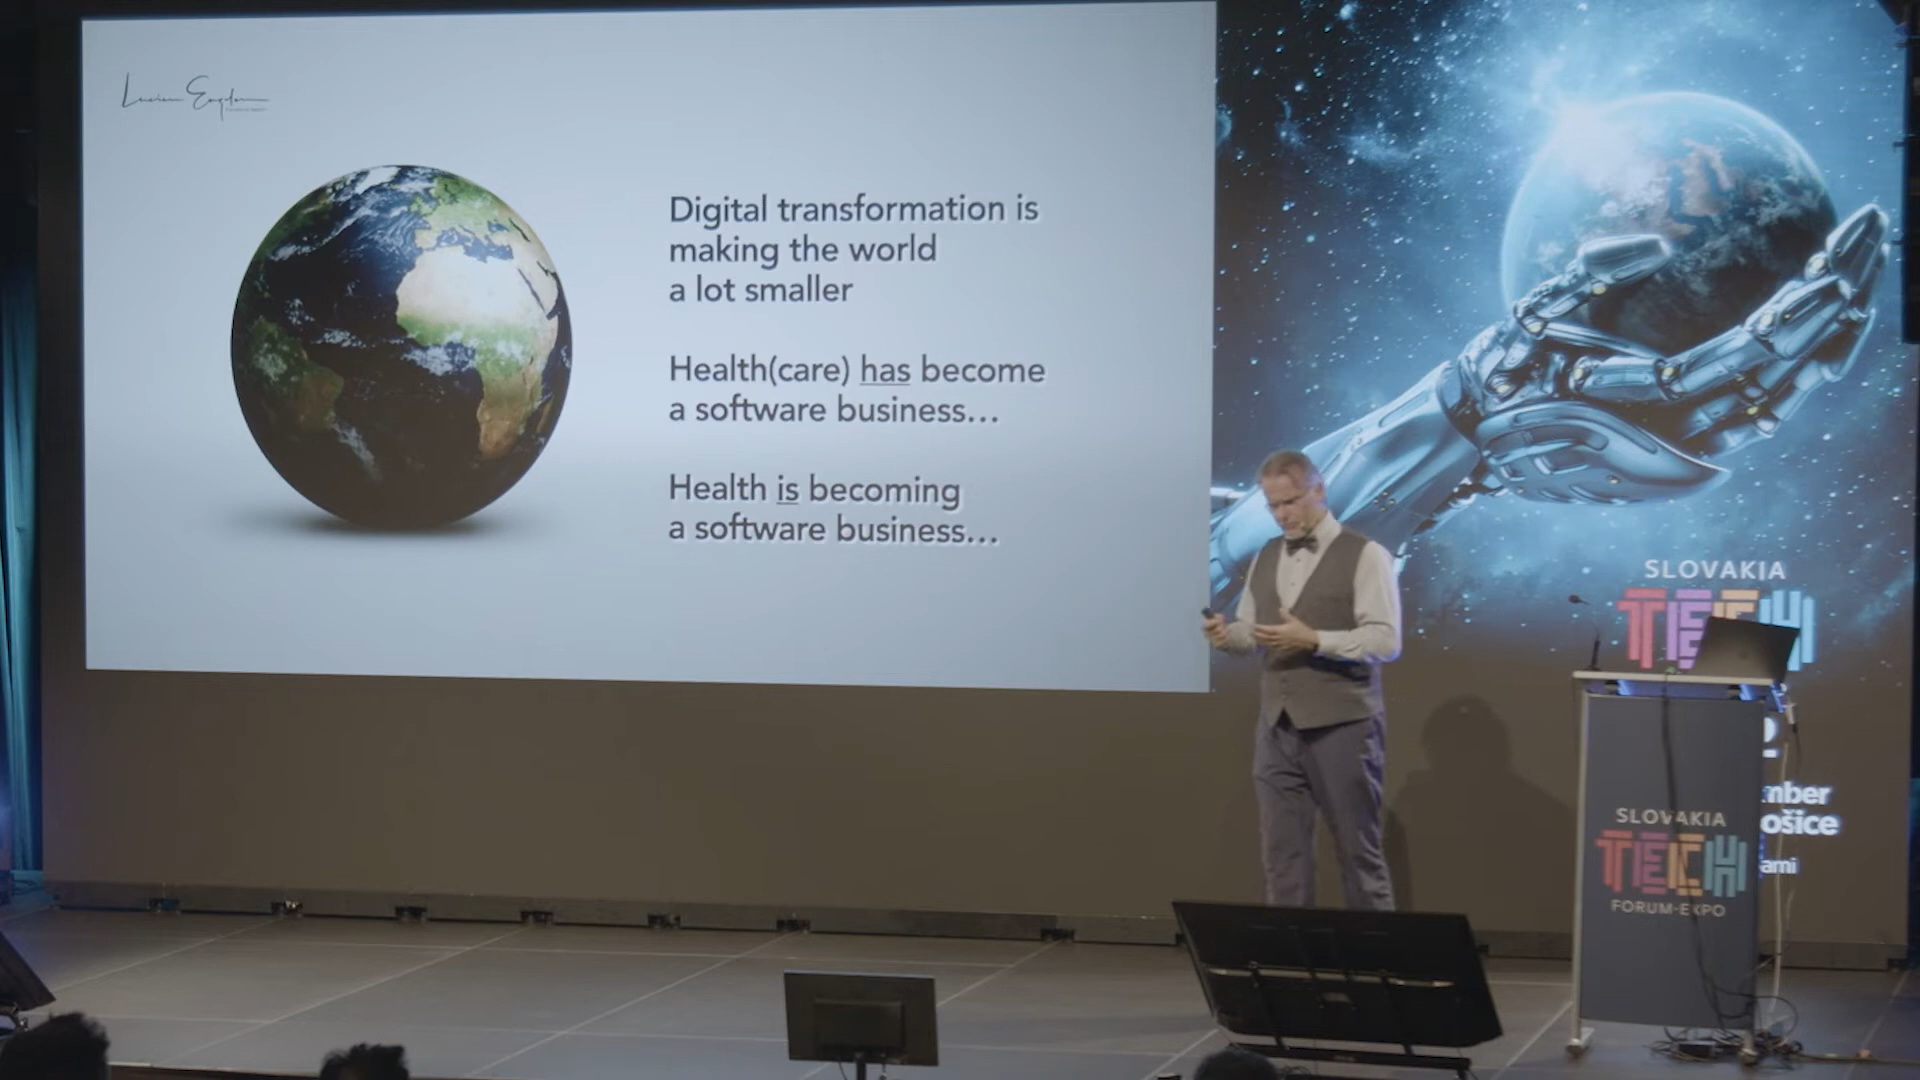 Digital transformation is
making the world
a lot smaller
Health(care) has become
a software business...
Health is becoming
a software business...
SLOVAKIA
TECH
mber
ošice
ami
SLOVAKIA
TECH
FORUM-EXPO